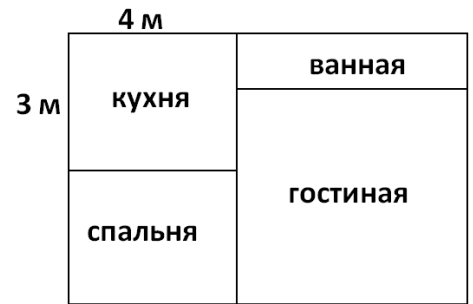 4 м
ванная
3 м
кухня
гостиная
спальня